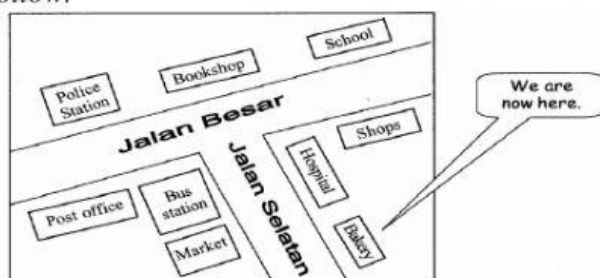 School
Bookshop
Police
Station
We are
now here.
Jalan Besar
Shops
Hospital
Jalan Selatan
Post office
Bus
station
Market
Bakery